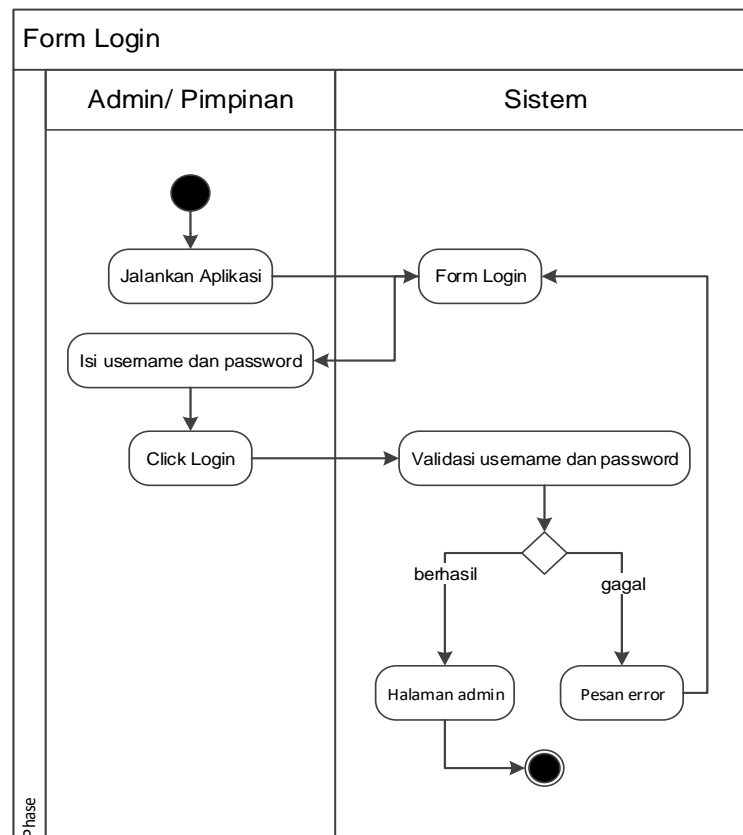 Form Login
Admin/ Pimpinan
Sistem
Jalankan Aplikasi
Form Login
Isi username dan password
Click Login
Validasi username dan password
berhasil
gagal
Halaman admin
Pesan error
Phase